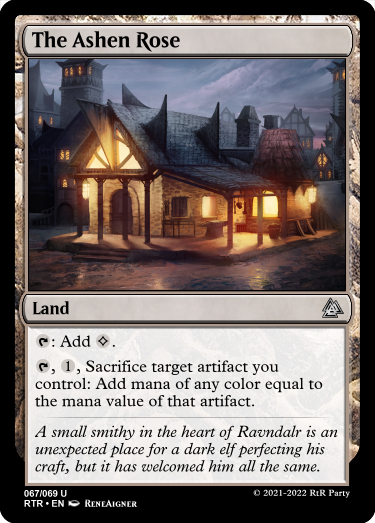 The Ashen Rose
Land
: Add .
, 1, Sacrifice target artifact you
control: Add mana of any color equal to
the mana value of that artifact.
A small smithy in the heart of Ravndalr is an
unexpected place for a dark elf perfecting his
craft, but it has welcomed him all the same.
067/069 U
RTR • EN ReneAigner
© 2021-2022 RtR Party